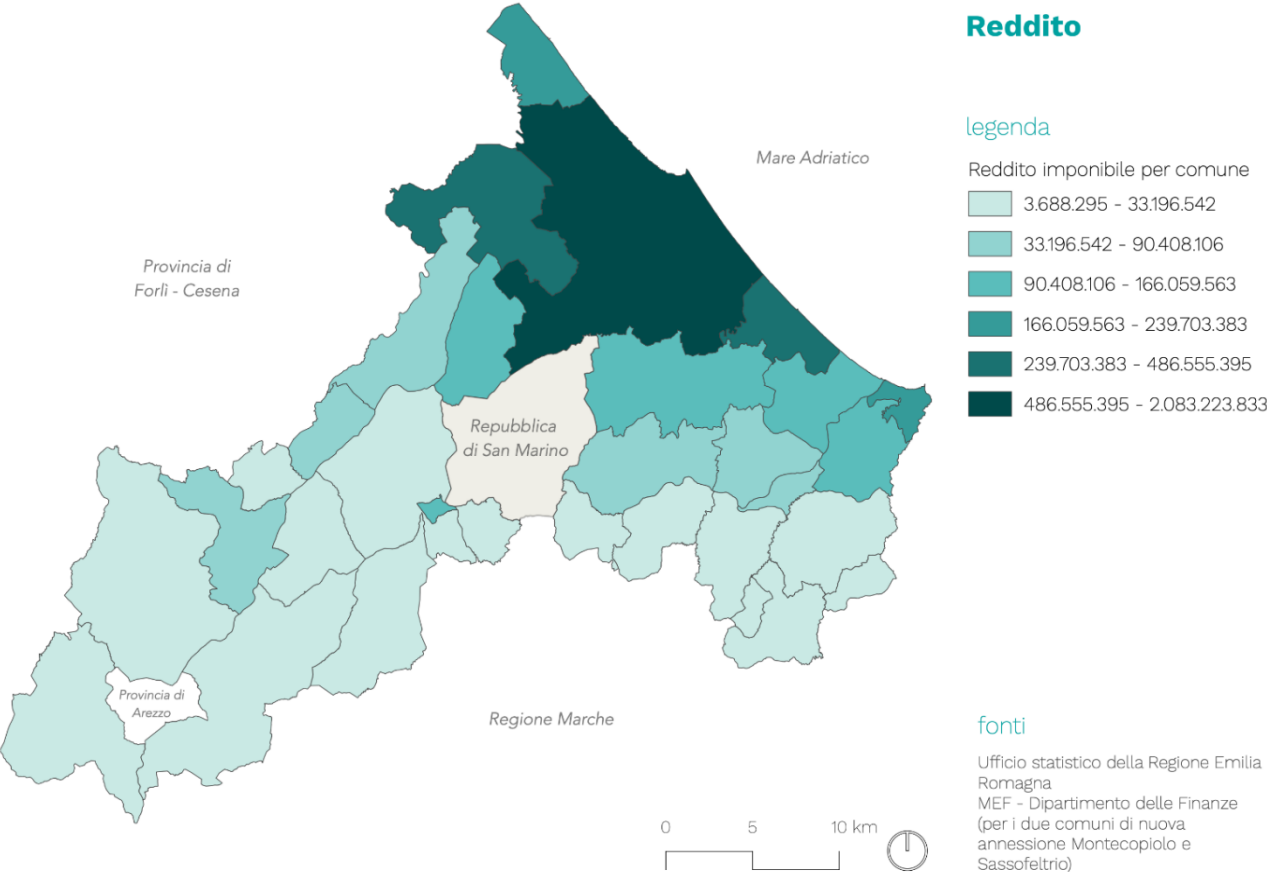 Reddito
legenda
Reddito imponibile per comune
3.688.295 - 33.196.542
33.196.542 - 90.408.106
90.408.106 - 166.059.563
166.059.563 - 239.703.383
239.703.383 - 486.555.395
486.555.395 - 2.083.223.833
Mare Adriatico
Provincia di
Forlì - Cesena
Repubblica
di San Marino
Provincia di
Arezzo
Regione Marche
0 5 10 km
fonti
Ufficio statistico della Regione Emilia
Romagna
MEF - Dipartimento delle Finanze
(per i due comuni di nuova
annessione Montecopiolo e
Sassofeltrio)